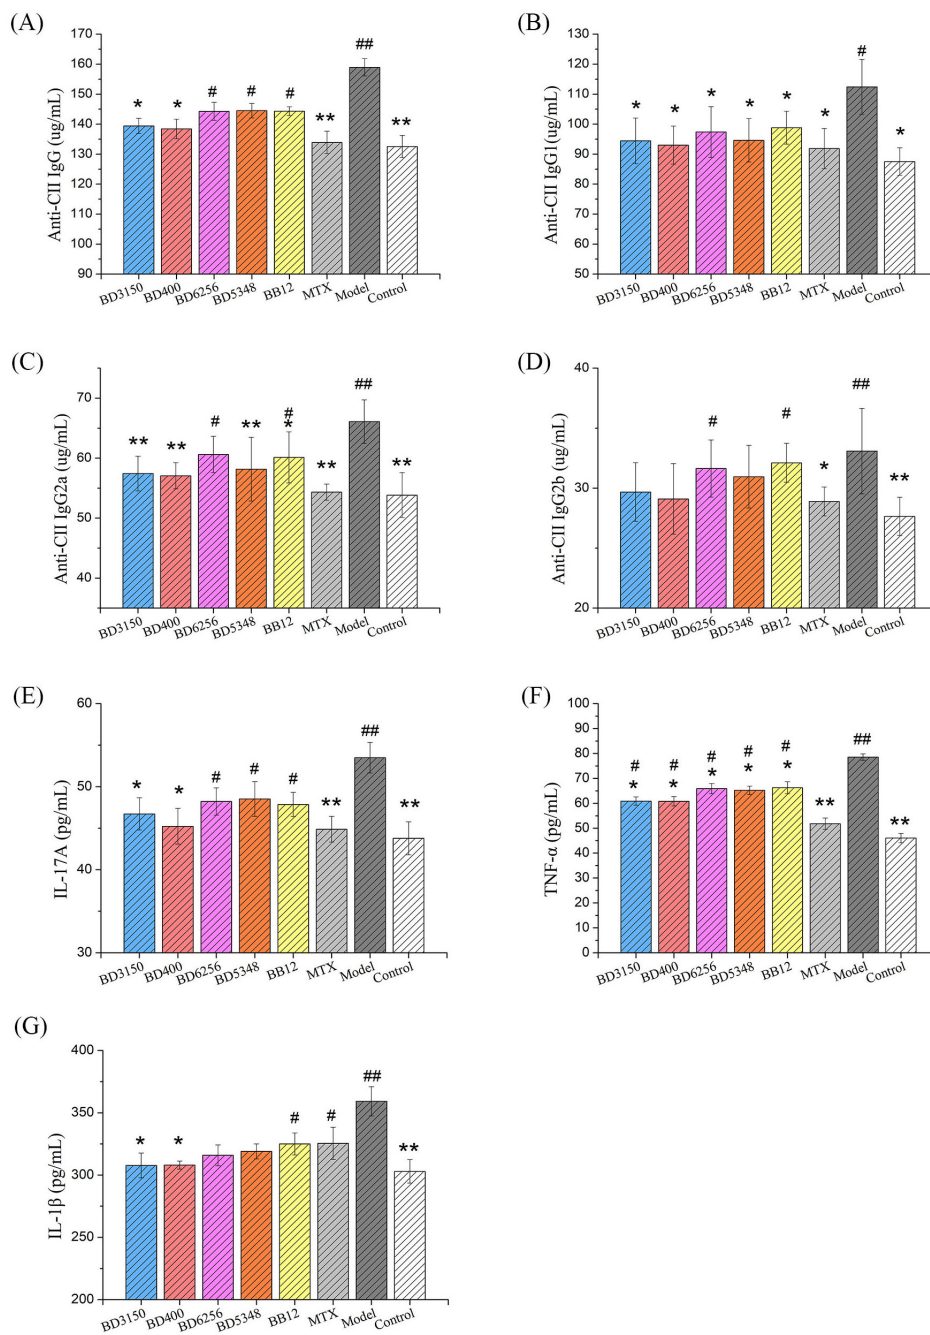 (A)
Anti-CII IgG (ug/mL)
170
160
150
140
130
120
110
100
90
* * # # # ** ## **
BD3150 BD400 BD6256 BD5348 BB12 MTX Model Control
(B)
Anti-CII IgG1(ug/mL)
130
120
110
100
90
80
70
60
50
* * * * * * # *
BD3150 BD400 BD6256 BD5348 BB12 MTX Model Control
(C)
Anti-CII IgG2a (ug/mL)
70
60
50
40
#
** ** # ** * ** ## **
BD3150 BD400 BD6256 BD5348 BB12 MTX Model Control
(D)
Anti-CII IgG2b (ug/mL)
40
30
20
# # * ## **
BD3150 BD400 BD6256 BD5348 BB12 MTX Model Control
(E)
IL-17A (pg/mL)
60
50
40
30
* * # # # ** ## **
BD3150 BD400 BD6256 BD5348 BB12 MTX Model Control
(F)
TNF-α (pg/mL)
100
90
80
70
60
50
40
30
20
10
0
# # # # #
* * * * * ** ## **
BD3150 BD400 BD6256 BD5348 BB12 MTX Model Control
(G)
IL-1β (pg/mL)
400
350
300
250
200
* * # # ## **
BD3150 BD400 BD6256 BD5348 BB12 MTX Model Control